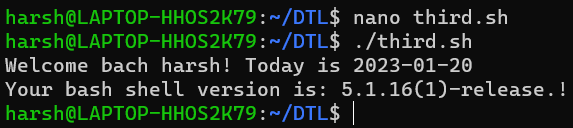 harsh@LAPTOP-HHOS2K79:~/DTL$ nano third.sh
harsh@LAPTOP-HHOS2K79:~/DTL$ ./third.sh
Welcome bach harsh! Today is 2023-01-20
Your bash shell version is: 5.1.16(1)-release.!
harsh@LAPTOP-HHOS2K79:~/DTL$